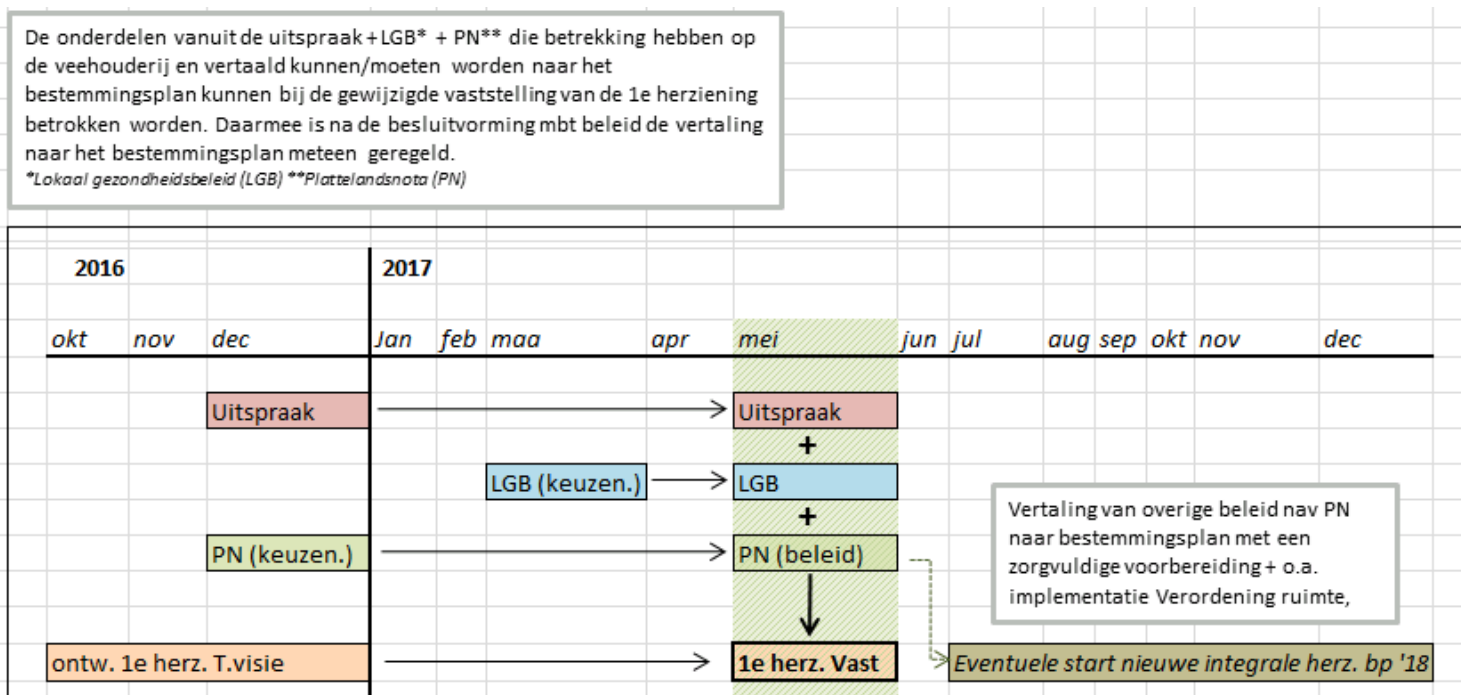 De onderdelen vanuit de uitspraak + LGB* + PN** die betrekking hebben op
de veehouderij en vertaald kunnen/moeten worden naar het
bestemmingsplan kunnen bij de gewijzigde vaststelling van de 1e herziening
betrokken worden. Daarmee is na de besluitvorming mbt beleid de vertaling
naar het bestemmingsplan meteen geregeld.
*Lokaal gezondheidsbeleid (LGB) **Plattelandsnota (PN)
2016 2017
okt nov dec Jan feb maa apr mei jun jul aug sep okt nov dec
Uitspraak Uitspraak
+
LGB (keuzen.) LGB
+
Vertaling van overige beleid nav PN
naar bestemmingsplan met een
zorgvuldige voorbereiding + o.a.
implementatie Verordening ruimte,
PN (keuzen.) PN (beleid)
ontw. 1e herz. T.visie 1e herz. Vast Eventuele start nieuwe integrale herz. bp '18